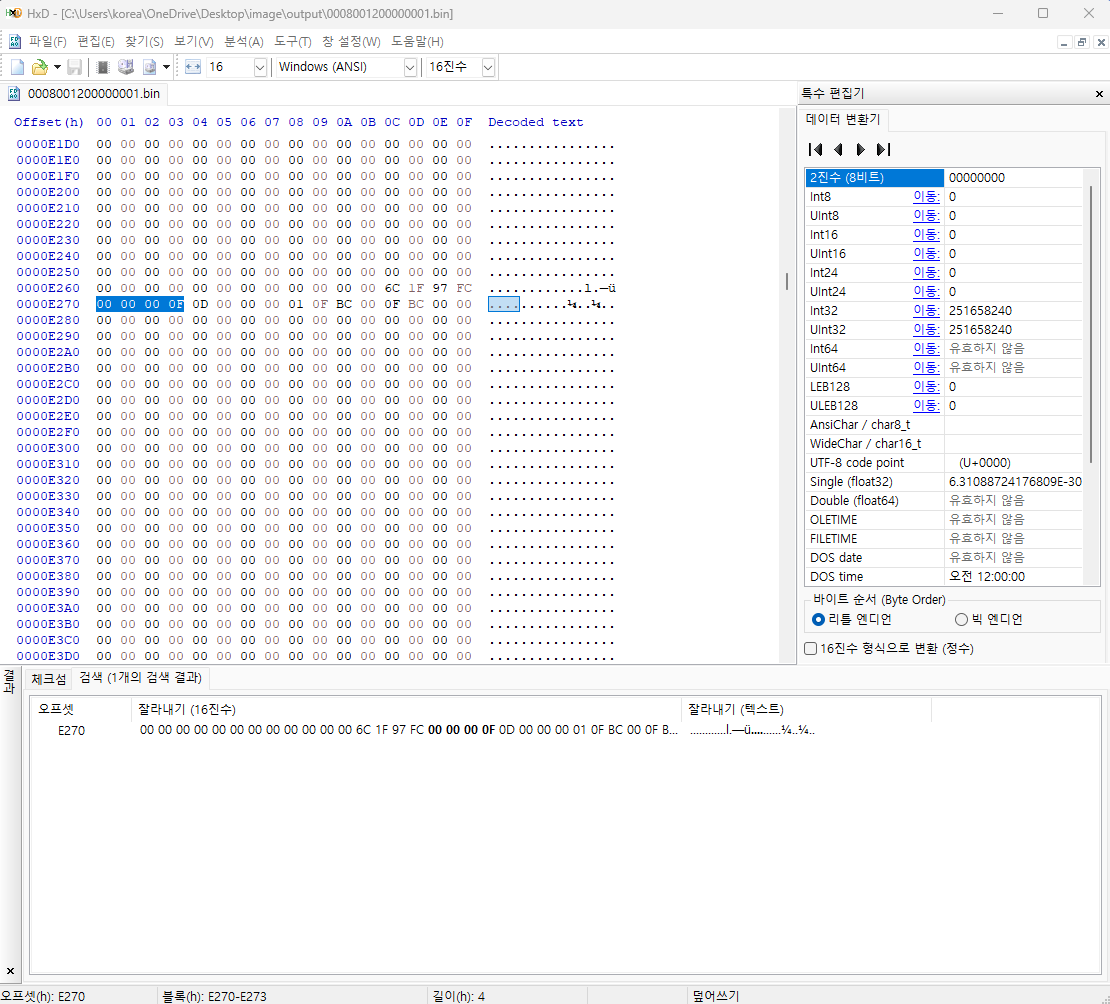 HxD - [C:\Users\korea\OneDrive\Desktop\image\output\0008001200000001.bin]
파일(F) 편집(E) 찾기(S) 보기(V) 분석(A) 도구(T) 창 설정(W) 도움말(H)
16 Windows (ANSI) 16진수
0008001200000001.bin
Offset(h) 00 01 02 03 04 05 06 07 08 09 0A 0B 0C 0D 0E 0F Decoded text
0000E1D0 00 00 00 00 00 00 00 00 00 00 00 00 00 00 00 00 ................
0000E1E0 00 00 00 00 00 00 00 00 00 00 00 00 00 00 00 00 ................
0000E1F0 00 00 00 00 00 00 00 00 00 00 00 00 00 00 00 00 ................
0000E200 00 00 00 00 00 00 00 00 00 00 00 00 00 00 00 00 ................
0000E210 00 00 00 00 00 00 00 00 00 00 00 00 00 00 00 00 ................
0000E220 00 00 00 00 00 00 00 00 00 00 00 00 00 00 00 00 ................
0000E230 00 00 00 00 00 00 00 00 00 00 00 00 00 00 00 00 ................
0000E240 00 00 00 00 00 00 00 00 00 00 00 00 00 00 00 00 ................
0000E250 00 00 00 00 00 00 00 00 00 00 00 00 00 00 00 00 ................
0000E260 00 00 00 00 00 00 00 00 00 00 00 00 6C 1F 97 FC ............l.—ü
0000E270 00 00 00 0F 0D 00 00 00 01 0F BC 00 0F BC 00 00 ..........¼..¼..
0000E280 00 00 00 00 00 00 00 00 00 00 00 00 00 00 00 00 ................
0000E290 00 00 00 00 00 00 00 00 00 00 00 00 00 00 00 00 ................
0000E2A0 00 00 00 00 00 00 00 00 00 00 00 00 00 00 00 00 ................
0000E2B0 00 00 00 00 00 00 00 00 00 00 00 00 00 00 00 00 ................
0000E2C0 00 00 00 00 00 00 00 00 00 00 00 00 00 00 00 00 ................
0000E2D0 00 00 00 00 00 00 00 00 00 00 00 00 00 00 00 00 ................
0000E2E0 00 00 00 00 00 00 00 00 00 00 00 00 00 00 00 00 ................
0000E2F0 00 00 00 00 00 00 00 00 00 00 00 00 00 00 00 00 ................
0000E300 00 00 00 00 00 00 00 00 00 00 00 00 00 00 00 00 ................
0000E310 00 00 00 00 00 00 00 00 00 00 00 00 00 00 00 00 ................
0000E320 00 00 00 00 00 00 00 00 00 00 00 00 00 00 00 00 ................
0000E330 00 00 00 00 00 00 00 00 00 00 00 00 00 00 00 00 ................
0000E340 00 00 00 00 00 00 00 00 00 00 00 00 00 00 00 00 ................
0000E350 00 00 00 00 00 00 00 00 00 00 00 00 00 00 00 00 ................
0000E360 00 00 00 00 00 00 00 00 00 00 00 00 00 00 00 00 ................
0000E370 00 00 00 00 00 00 00 00 00 00 00 00 00 00 00 00 ................
0000E380 00 00 00 00 00 00 00 00 00 00 00 00 00 00 00 00 ................
0000E390 00 00 00 00 00 00 00 00 00 00 00 00 00 00 00 00 ................
0000E3A0 00 00 00 00 00 00 00 00 00 00 00 00 00 00 00 00 ................
0000E3B0 00 00 00 00 00 00 00 00 00 00 00 00 00 00 00 00 ................
0000E3C0 00 00 00 00 00 00 00 00 00 00 00 00 00 00 00 00 ................
0000E3D0 00 00 00 00 00 00 00 00 00 00 00 00 00 00 00 00 ................
특수 편집기
데이터 변환기
2진수 (8비트) 00000000
Int8 이동: 0
UInt8 이동: 0
Int16 이동: 0
UInt16 이동: 0
Int24 이동: 0
UInt24 이동: 0
Int32 이동: 251658240
UInt32 이동: 251658240
Int64 이동: 유효하지 않음
UInt64 이동: 유효하지 않음
LEB128 이동: 0
ULEB128 이동: 0
AnsiChar / char8_t
WideChar / char16_t
UTF-8 code point (U+0000)
Single (float32) 6.31088724176809E-30
Double (float64) 유효하지 않음
OLETIME 유효하지 않음
FILETIME 유효하지 않음
DOS date 유효하지 않음
DOS time 오전 12:00:00
바이트 순서 (Byte Order)
리틀 엔디언 빅 엔디언
16진수 형식으로 변환 (정수)
결과
체크섬 검색 (1개의 검색 결과)
오프셋 잘라내기 (16진수) 잘라내기 (텍스트)
E270 00 00 00 00 00 00 00 00 00 00 00 00 6C 1F 97 FC 00 00 00 0F 0D 00 00 00 01 0F BC 00 0F B... ............l.—ü..........¼..¼..
오프셋(h): E270 블록(h): E270-E273 길이(h): 4 덮어쓰기